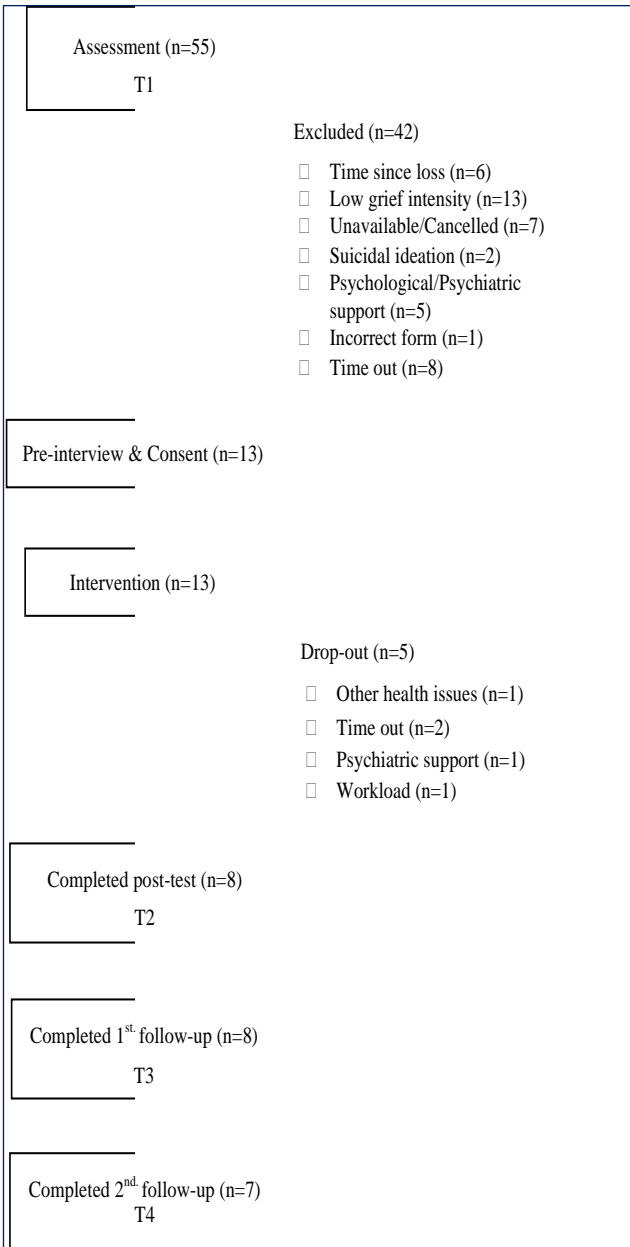 Assessment (n=55)
T1
Excluded (n=42)
Time since loss (n=6)
Low grief intensity (n=13)
Unavailable/Cancelled (n=7)
Suicidal ideation (n=2)
Psychological/Psychiatric
support (n=5)
Incorrect form (n=1)
Time out (n=8)
Pre-interview & Consent (n=13)
Intervention (n=13)
Drop-out (n=5)
Other health issues (n=1)
Time out (n=2)
Psychiatric support (n=1)
Workload (n=1)
Completed post-test (n=8)
T2
Completed 1st. follow-up (n=8)
T3
Completed 2nd. follow-up (n=7)
T4